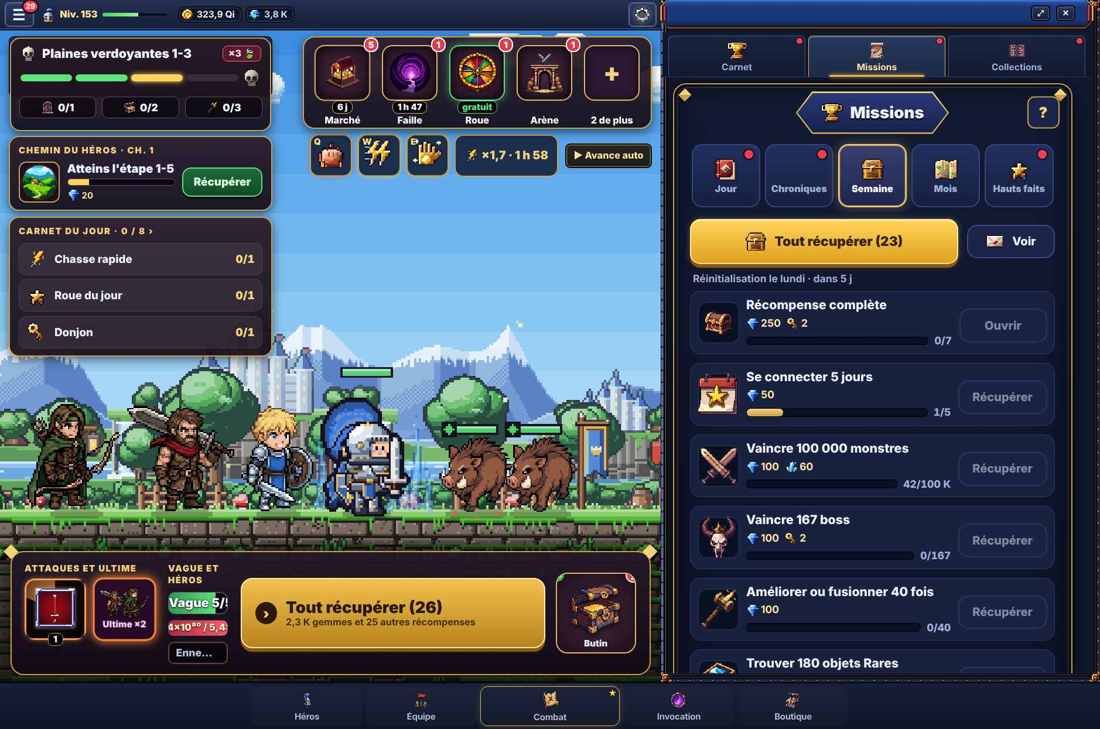 29
Niv. 153
323,9 Qi
3,8 K
Plaines verdoyantes 1-3
×3
0/1
0/2
0/3
CHEMIN DU HÉROS · CH. 1
Atteins l'étape 1-5
20
Récupérer
CARNET DU JOUR · 0 / 8 ›
Chasse rapide
0/1
Roue du jour
0/1
Donjon
0/1
5
1
1
1
6 j
1 h 47
gratuit
+
Marché
Faille
Roue
Arène
2 de plus
Q
W
E
×1,7 · 1 h 58
Avance auto
ATTAQUES ET ULTIME
1
Ultime ×2
VAGUE ET
HÉROS
Vague 5/
Enne...
Tout récupérer (26)
2,3 K gemmes et 25 autres récompenses
Butin
Héros
Équipe
Combat
Invocation
Boutique
Carnet
Missions
Collections
Missions
?
Jour
Chroniques
Semaine
Mois
Hauts faits
Tout récupérer (23)
Voir
Réinitialisation le lundi · dans 5 j
Récompense complète
250 2
0/7
Ouvrir
Se connecter 5 jours
50
1/5
Récupérer
Vaincre 100 000 monstres
100 60
42/100 K
Récupérer
Vaincre 167 boss
100 2
0/167
Récupérer
Améliorer ou fusionner 40 fois
100
0/40
Récupérer
Trouver 180 objets Rares